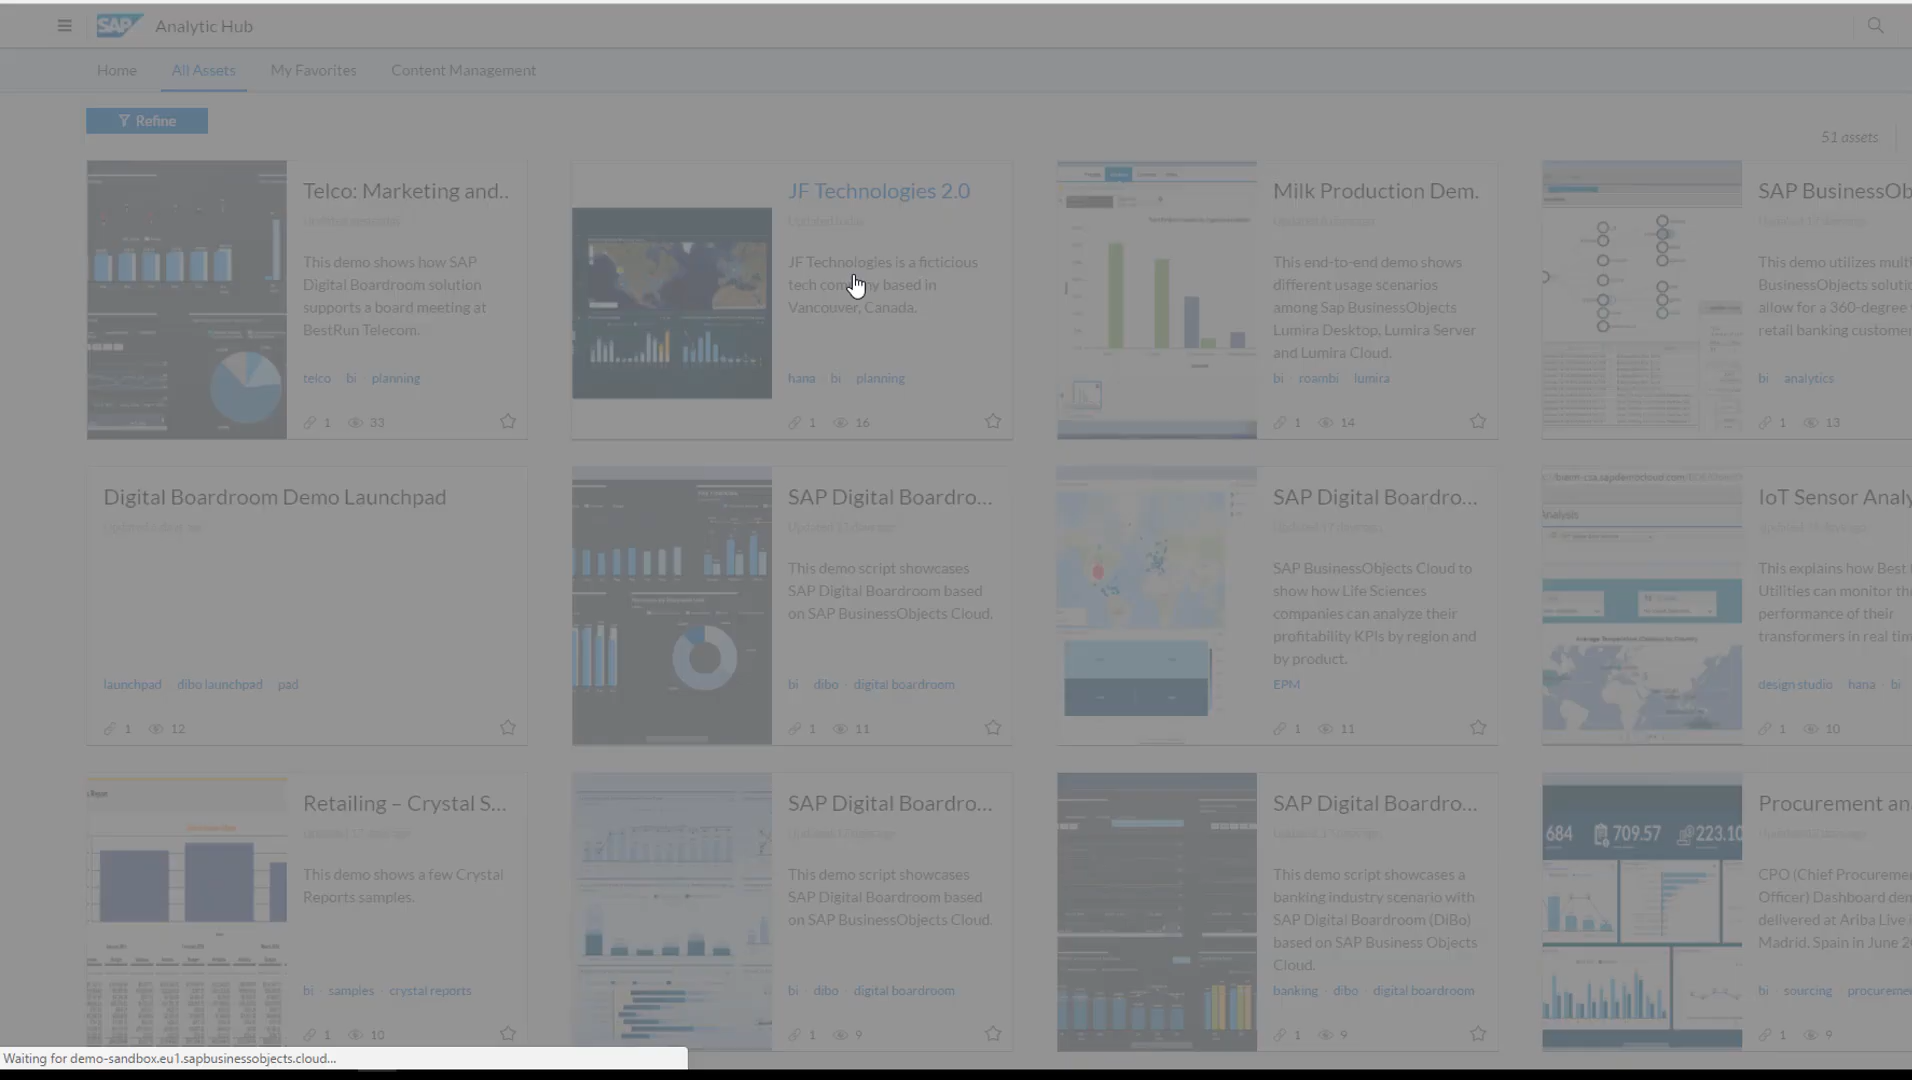 SAP
Analytic Hub
Home
All Assets
My Favorites
Content Management
Refine
51 assets
Telco: Marketing and..
This demo shows how SAP
Digital Boardroom solution
supports a board meeting at
BestRun Telecom.
telco bi planning
1 33
JF Technologies 2.0
Updated today
JF Technologies is a ficticious
tech company based in
Vancouver, Canada.
hana bi planning
1 16
Milk Production Dem.
This end-to-end demo shows
different usage scenarios
among Sap BusinessObjects
Lumira Desktop, Lumira Server
and Lumira Cloud.
bi roambi lumira
1 14
SAP BusinessOb
This demo utilizes mult
BusinessObjects soluti
allow for a 360-degree
retail banking custome
bi analytics
1 13
Digital Boardroom Demo Launchpad
launchpad dibo launchpad pad
1 12
SAP Digital Boardro...
This demo script showcases
SAP Digital Boardroom based
on SAP BusinessObjects Cloud.
bi dibo digital boardroom
1 11
SAP Digital Boardro...
SAP BusinessObjects Cloud to
show how Life Sciences
companies can analyze their
profitability KPIs by region and
by product.
EPM
1 11
Analysis
IoT Sensor Analy
This explains how Best
Utilities can monitor th
performance of their
transformers in real tim
design studio hana bi
1 10
Retailing – Crystal S...
This demo shows a few Crystal
Reports samples.
bi samples crystal reports
1 10
SAP Digital Boardro...
This demo script showcases
SAP Digital Boardroom based
on SAP BusinessObjects Cloud.
bi dibo digital boardroom
1 9
SAP Digital Boardro...
This demo script showcases a
banking industry scenario with
SAP Digital Boardroom (DiBo)
based on SAP Business Objects
Cloud.
banking dibo digital boardroom
1 9
684 709.57 223.10
Procurement an
CPO (Chief Procureme
Officer) Dashboard de
delivered at Ariba Live
Madrid. Spain in June 2
bi sourcing procureme
1 9
Waiting for demo-sandbox.eu1.sapbusinessobjects.cloud...